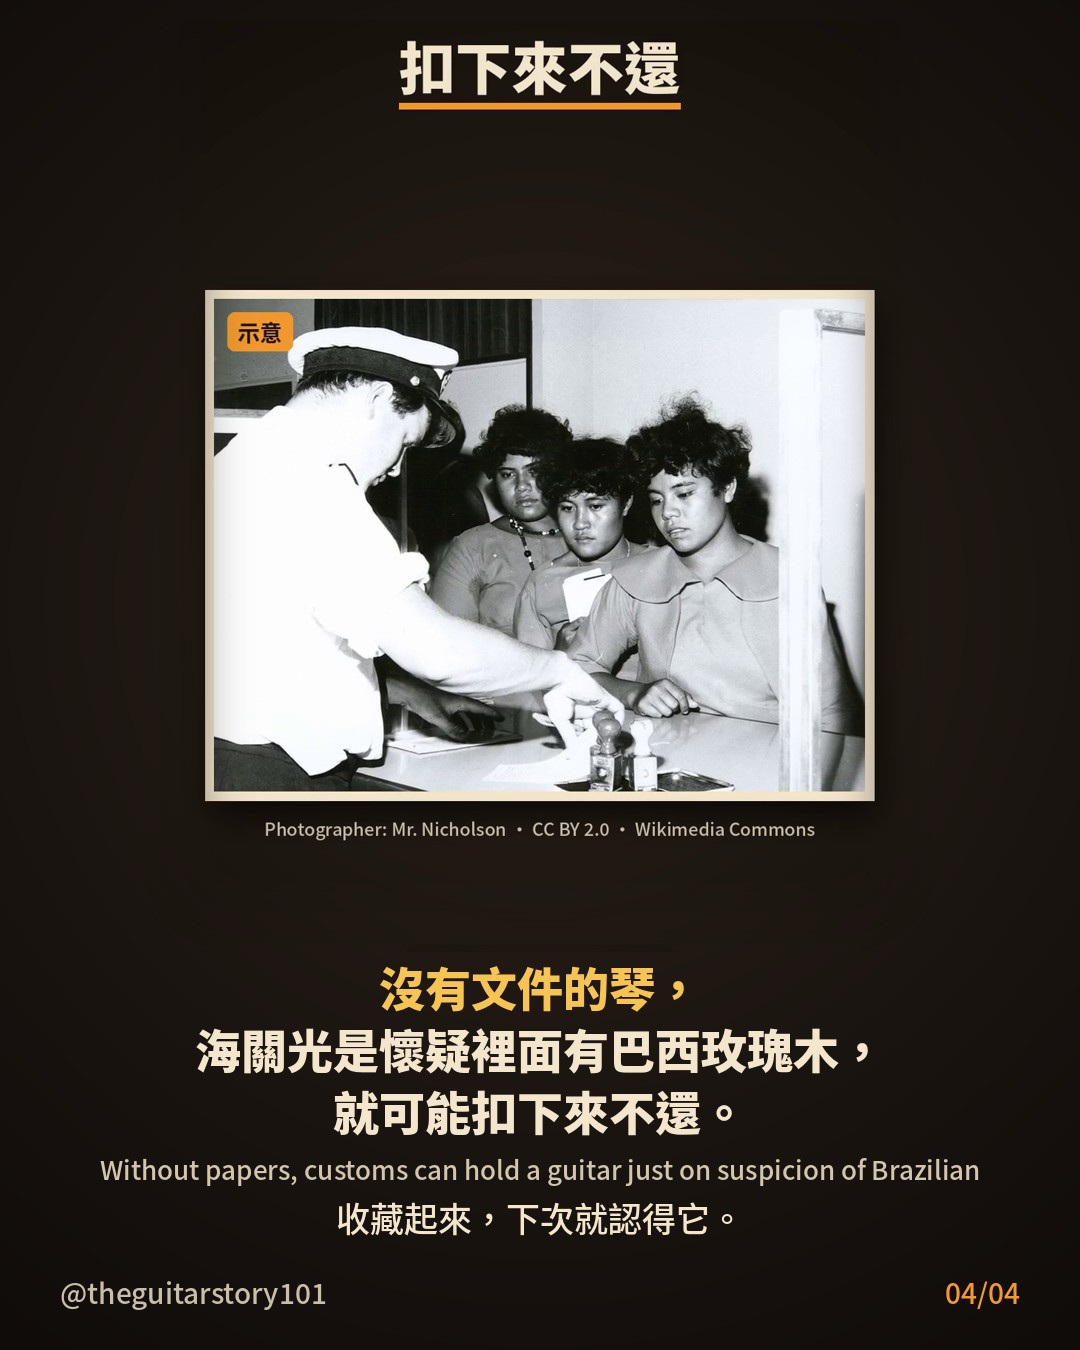 扣下來不還
示意
Photographer: Mr. Nicholson • CC BY 2.0 • Wikimedia Commons
沒有文件的琴，
海關光是懷疑裡面有巴西玫瑰木，
就可能扣下來不還。
Without papers, customs can hold a guitar just on suspicion of Brazilian
收藏起來，下次就認得它。
@theguitarstory101
04/04